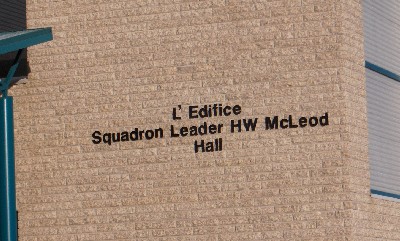 L' Edifice
Squadron Leader HW McLeod
Hall